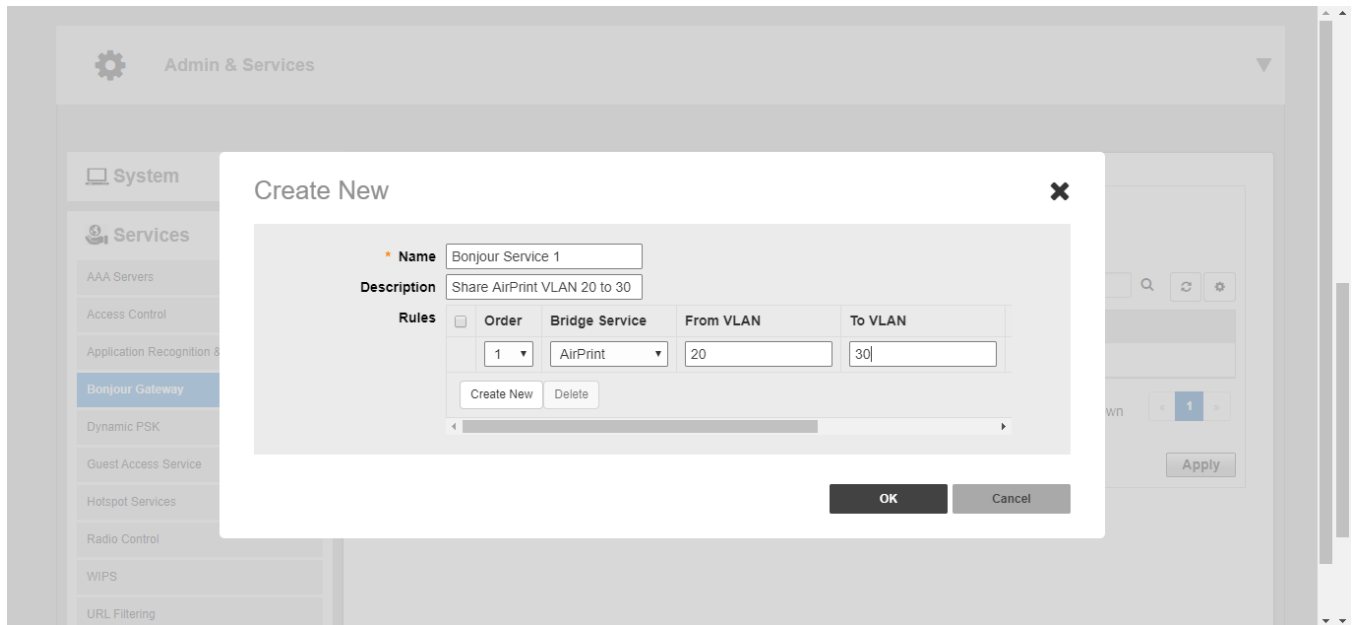 Admin & Services
System
Services
AAA Servers
Access Control
Application Recognition &
Bonjour Gateway
Dynamic PSK
Guest Access Service
Hotspot Services
Radio Control
WIPS
URL Filtering
Create New
* Name Bonjour Service 1
Description Share AirPrint VLAN 20 to 30
Rules Order Bridge Service From VLAN To VLAN
1 AirPrint 20 30
Create New Delete
OK Cancel
wn « 1 »
Apply